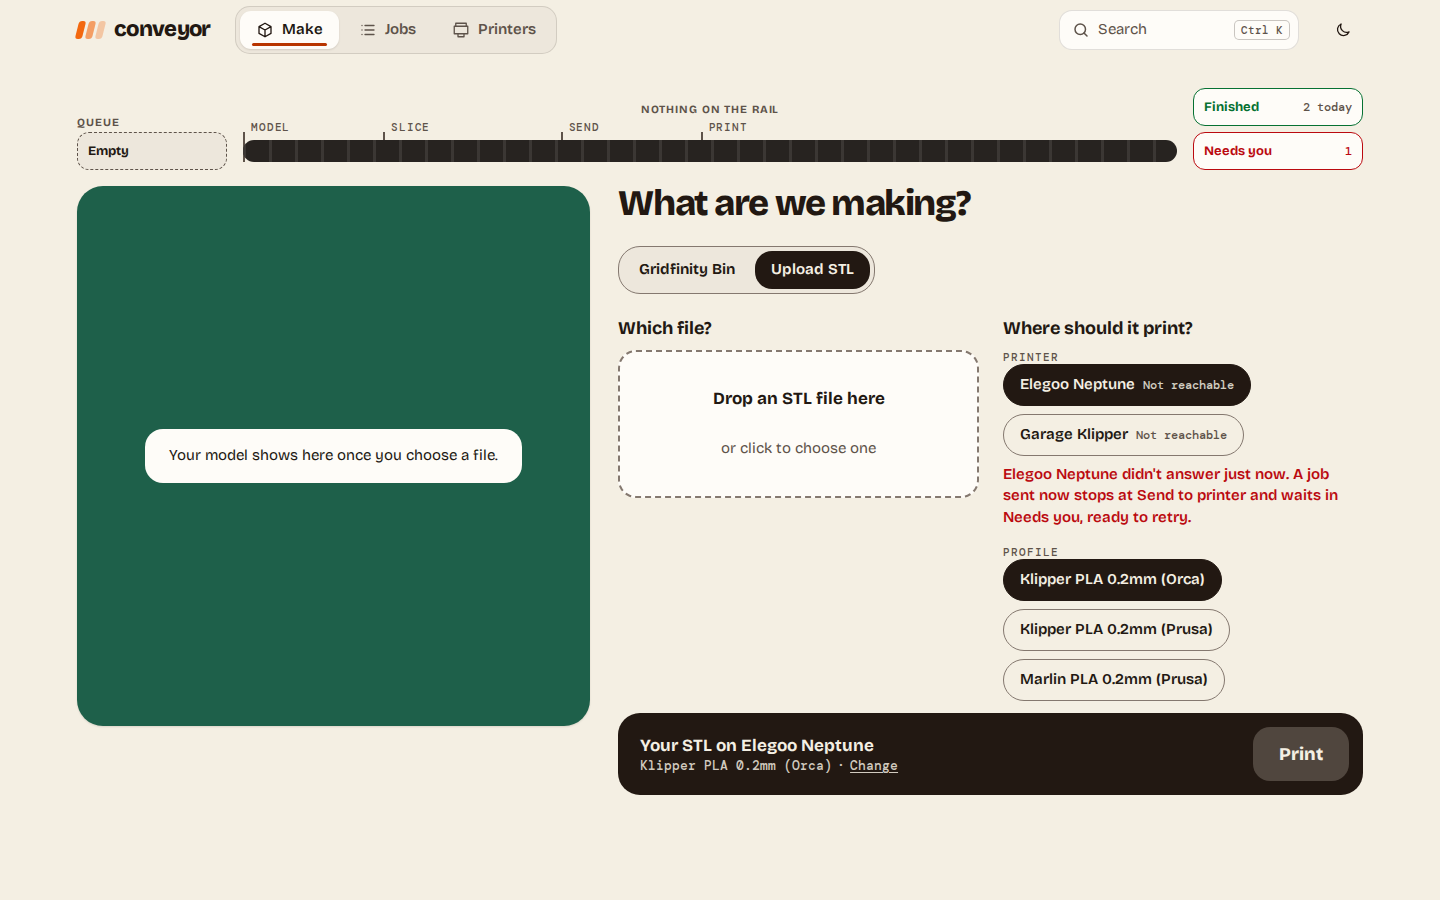 conveyor
Make
Jobs
Printers
Search
Ctrl K
QUEUE
Empty
NOTHING ON THE RAIL
MODEL
SLICE
SEND
PRINT
Finished 2 today
Needs you 1
Your model shows here once you choose a file.
What are we making?
Gridfinity Bin
Upload STL
Which file?
Drop an STL file here
or click to choose one
Where should it print?
PRINTER
Elegoo Neptune Not reachable
Garage Klipper Not reachable
Elegoo Neptune didn't answer just now. A job
sent now stops at Send to printer and waits in
Needs you, ready to retry.
PROFILE
Klipper PLA 0.2mm (Orca)
Klipper PLA 0.2mm (Prusa)
Marlin PLA 0.2mm (Prusa)
Your STL on Elegoo Neptune
Klipper PLA 0.2mm (Orca) · Change
Print